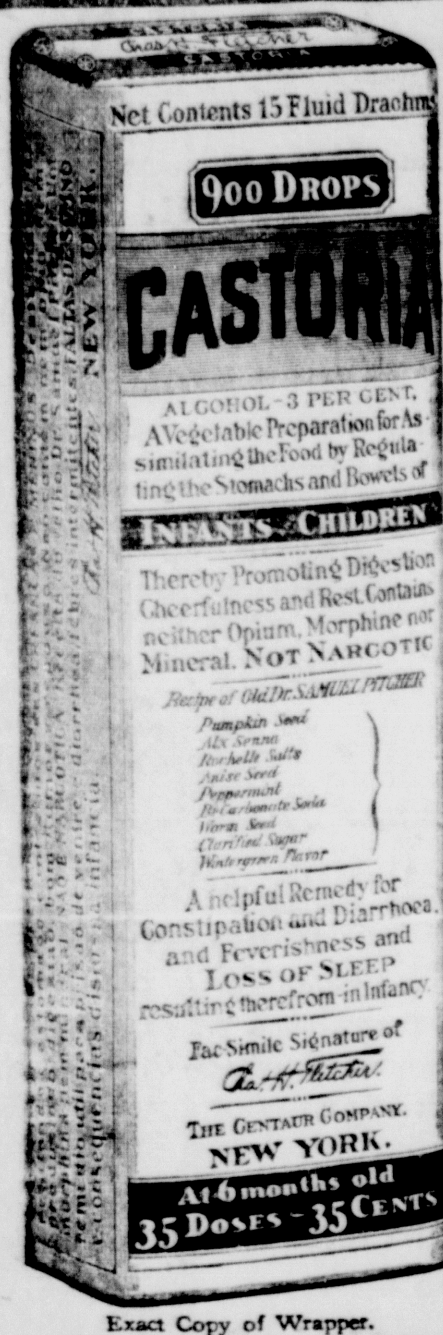 Chas H Fletcher
CASTORIA
Net Contents 15 Fluid Drachms
900 DROPS
CASTORIA
ALCOHOL-3 PER CENT.
A Vegetable Preparation for As-
similating the Food by Regula-
ting the Stomachs and Bowels of
INFANTS CHILDREN
Thereby Promoting Digestion
Cheerfulness and Rest. Contains
neither Opium, Morphine nor
Mineral. NOT NARCOTIC
Recipe of Old Dr. SAMUEL PITCHER
Pumpkin Seed
Alx Senna
Rochelle Salts
Anise Seed
Peppermint
Bi-Carbonate Soda
Worm Seed
Clarified Sugar
Wintergreen Flavor
A helpful Remedy for
Constipation and Diarrhoea.
and Feverishness and
LOSS OF SLEEP
resulting therefrom-in Infancy.
Fac-Simile Signature of
Chas. H. Fletcher.
THE CENTAUR COMPANY.
NEW YORK.
At 6 months old
35 DOSES - 35 CENTS
NEW YORK.
Exact Copy of Wrapper.